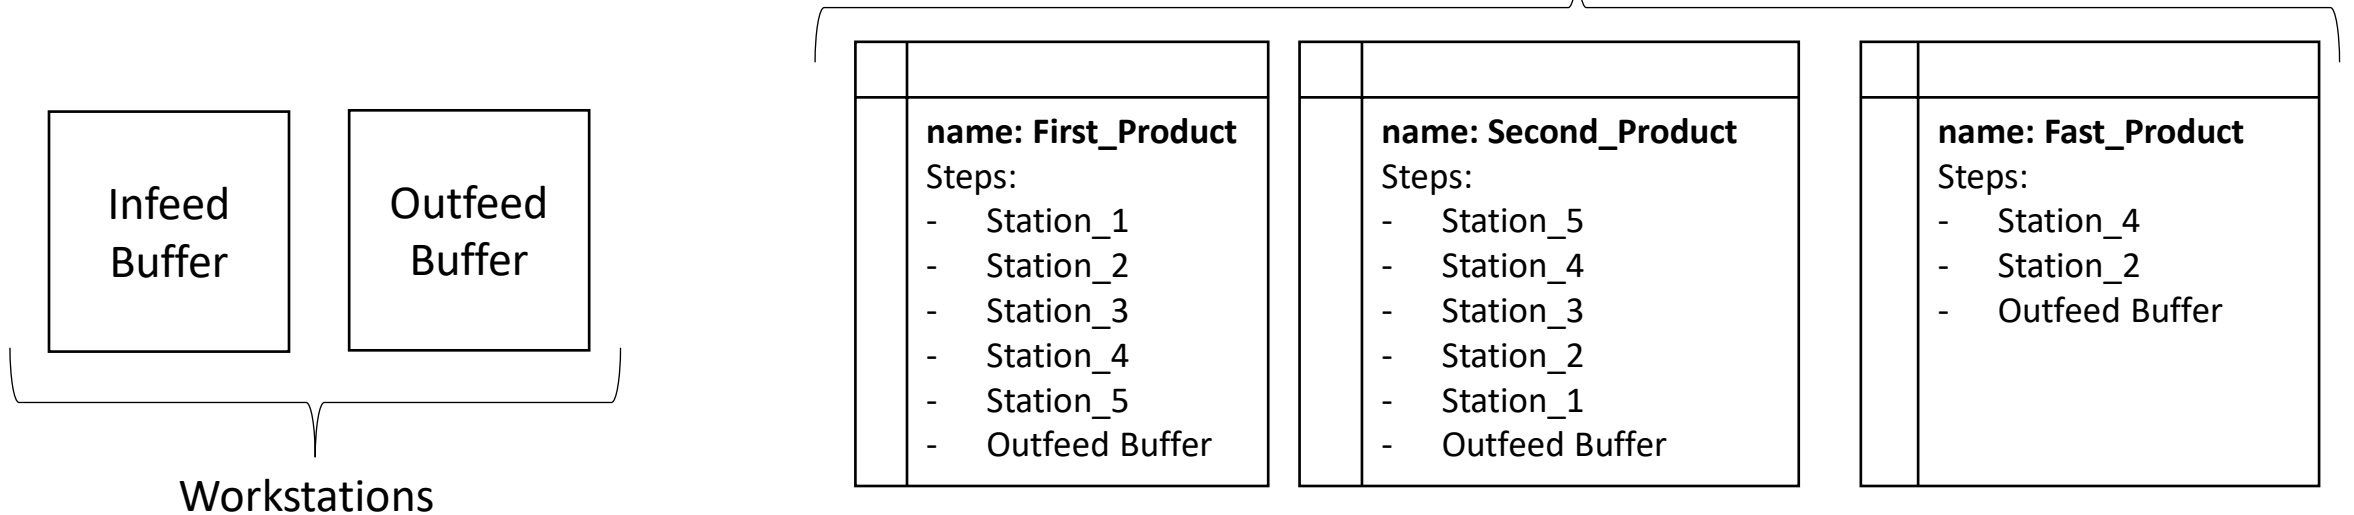 Infeed
Buffer
Outfeed
Buffer
Workstations
name: First_Product
Steps:
- Station_1
- Station_2
- Station_3
- Station_4
- Station_5
- Outfeed Buffer
name: Second_Product
Steps:
- Station_5
- Station_4
- Station_3
- Station_2
- Station_1
- Outfeed Buffer
name: Fast_Product
Steps:
- Station_4
- Station_2
- Outfeed Buffer